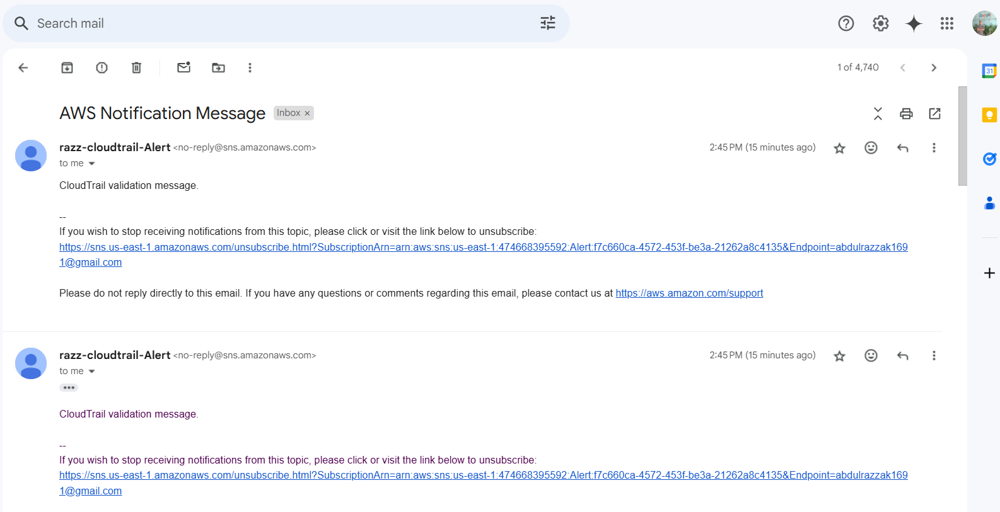 Search mail
1 of 4,740
31
AWS Notification Message
Inbox ×
razz-cloudtrail-Alert <no-reply@sns.amazonaws.com>
2:45 PM (15 minutes ago)
to me
CloudTrail validation message.
--
If you wish to stop receiving notifications from this topic, please click or visit the link below to unsubscribe:
https://sns.us-east-1.amazonaws.com/unsubscribe.html?SubscriptionArn=arn:aws:sns:us-east-1:474668395592:Alert:f7c660ca-4572-453f-be3a-21262a8c4135&Endpoint=abdulrazzak169
1@gmail.com
Please do not reply directly to this email. If you have any questions or comments regarding this email, please contact us at https://aws.amazon.com/support
razz-cloudtrail-Alert <no-reply@sns.amazonaws.com>
2:45 PM (15 minutes ago)
to me
CloudTrail validation message.
--
If you wish to stop receiving notifications from this topic, please click or visit the link below to unsubscribe:
https://sns.us-east-1.amazonaws.com/unsubscribe.html?SubscriptionArn=arn:aws:sns:us-east-1:474668395592:Alert:f7c660ca-4572-453f-be3a-21262a8c4135&Endpoint=abdulrazzak169
1@gmail.com